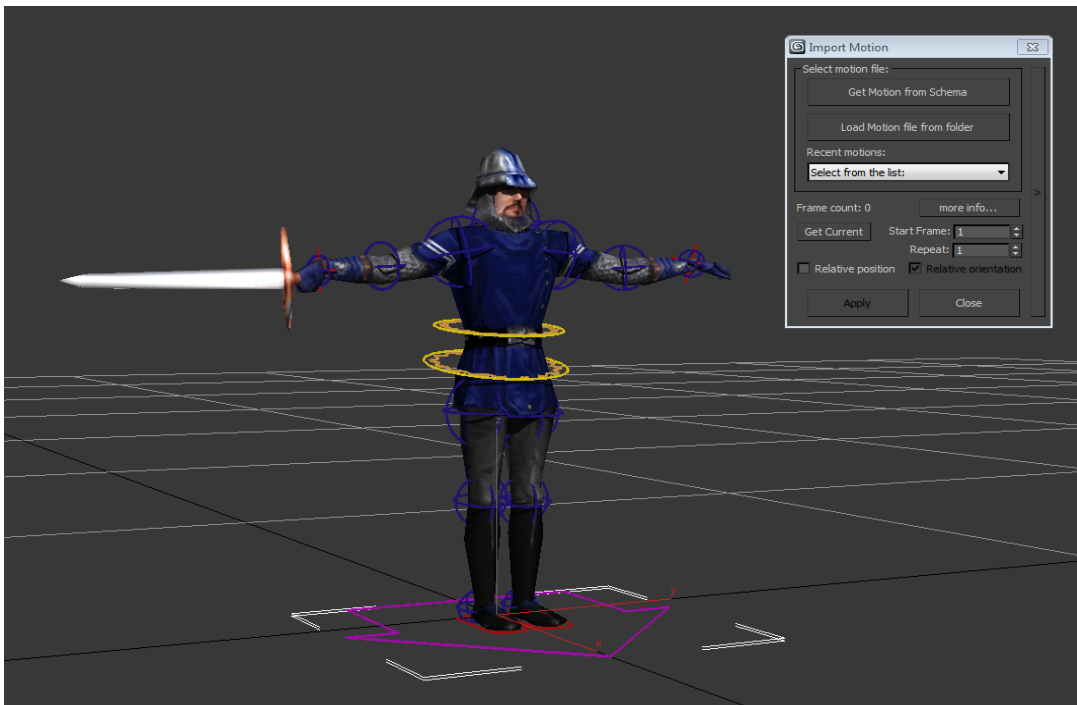 Import Motion
Select motion file:
Get Motion from Schema
Load Motion file from folder
Recent motions:
Select from the list:
>
Frame count: 0
more info...
Get Current
Start Frame: 1
Repeat: 1
Relative position
Relative orientation
Apply
Close
x